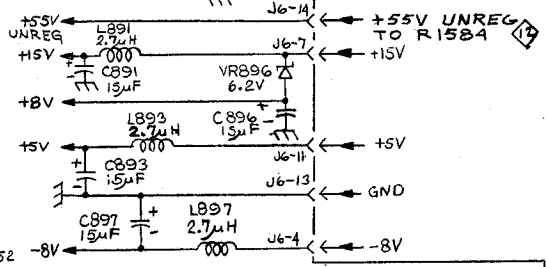 +55V
UNREG
J6-14
+55V UNREG
TO R1584
12
L891
2.7μH
J6-7
+15V
+15V
C891
15μF
VR896
6.2V
+8V
C896
15μF
L893
2.7μH
+5V
J6-11
+5V
C893
15μF
J6-13
GND
C897
15μF
L897
2.7μH
J6-4
-8V
-8V
52